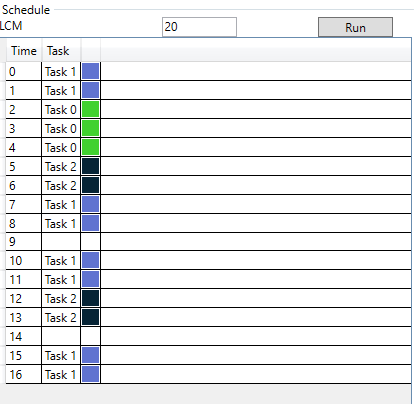 Schedule
LCM 20 Run
Time Task
0 Task 1
1 Task 1
2 Task 0
3 Task 0
4 Task 0
5 Task 2
6 Task 2
7 Task 1
8 Task 1
9
10 Task 1
11 Task 1
12 Task 2
13 Task 2
14
15 Task 1
16 Task 1